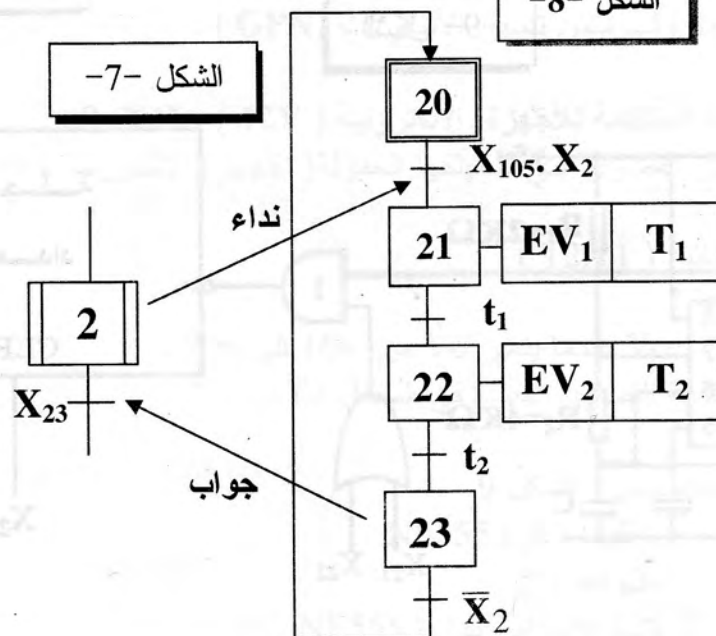 الشكل -8-
الشكل -7-
20
X₁₀₅. X₂
نداء
21
EV₁ T₁
2
t₁
22
EV₂ T₂
X₂₃
t₂
جواب
23
X̅₂